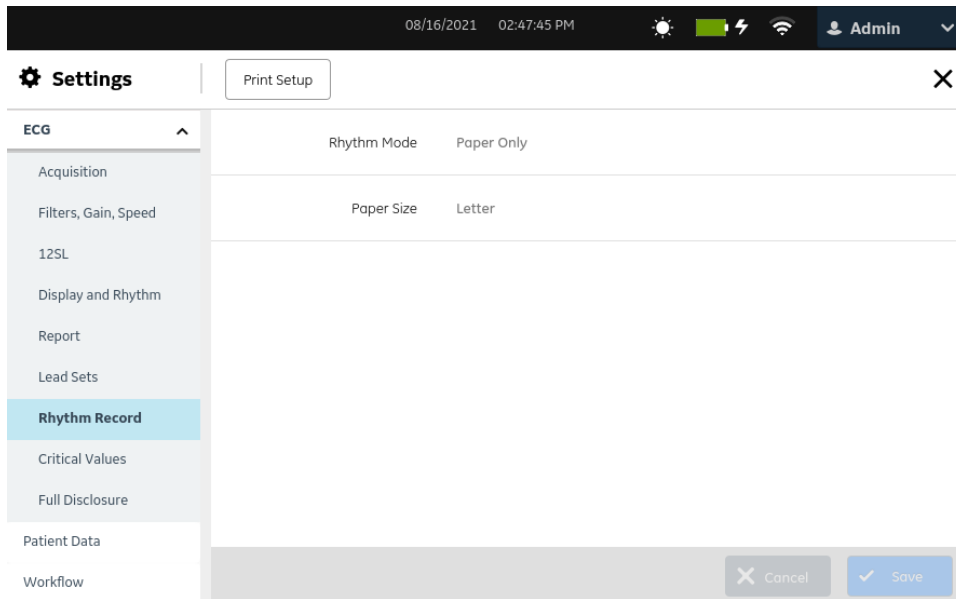 08/16/2021 02:47:45 PM Admin
Settings Print Setup
ECG
Acquisition
Filters, Gain, Speed
12SL
Display and Rhythm
Report
Lead Sets
Rhythm Record
Critical Values
Full Disclosure
Patient Data
Workflow
Rhythm Mode Paper Only
Paper Size Letter
Cancel Save